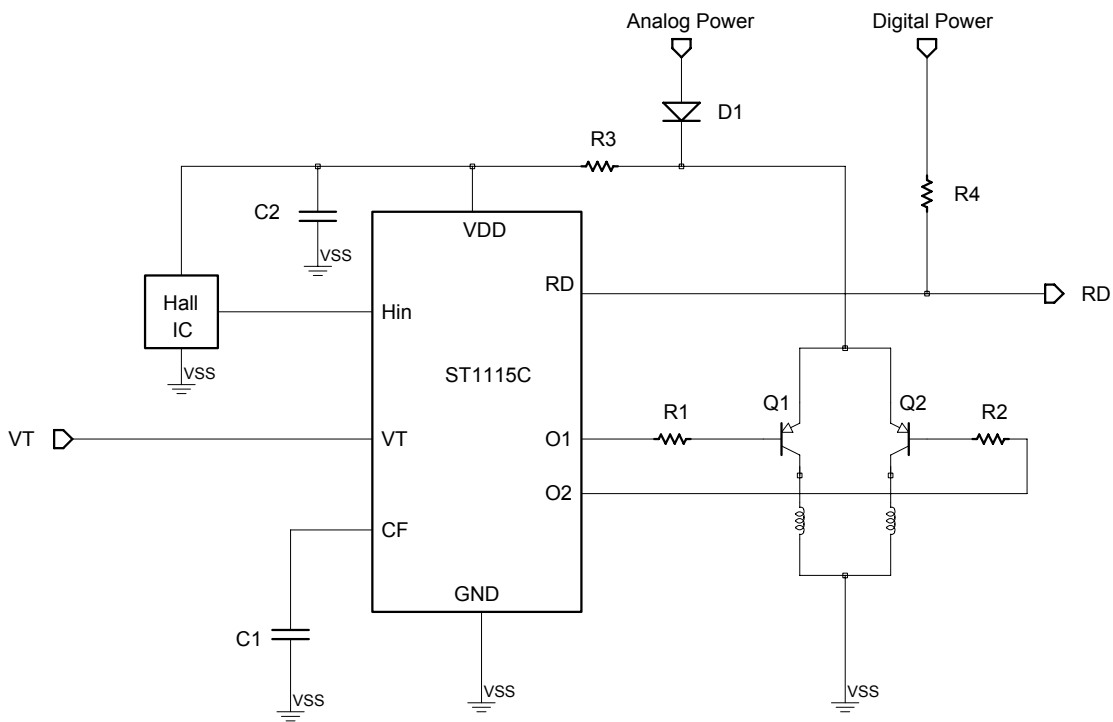 Analog Power
Digital Power
D1
R3
R4
C2
VDD
VSS
RD
RD
Hall
IC
Hin
VSS
ST1115C
Q1
Q2
R1
R2
VT
VT
O1
O2
CF
GND
C1
VSS
VSS
VSS